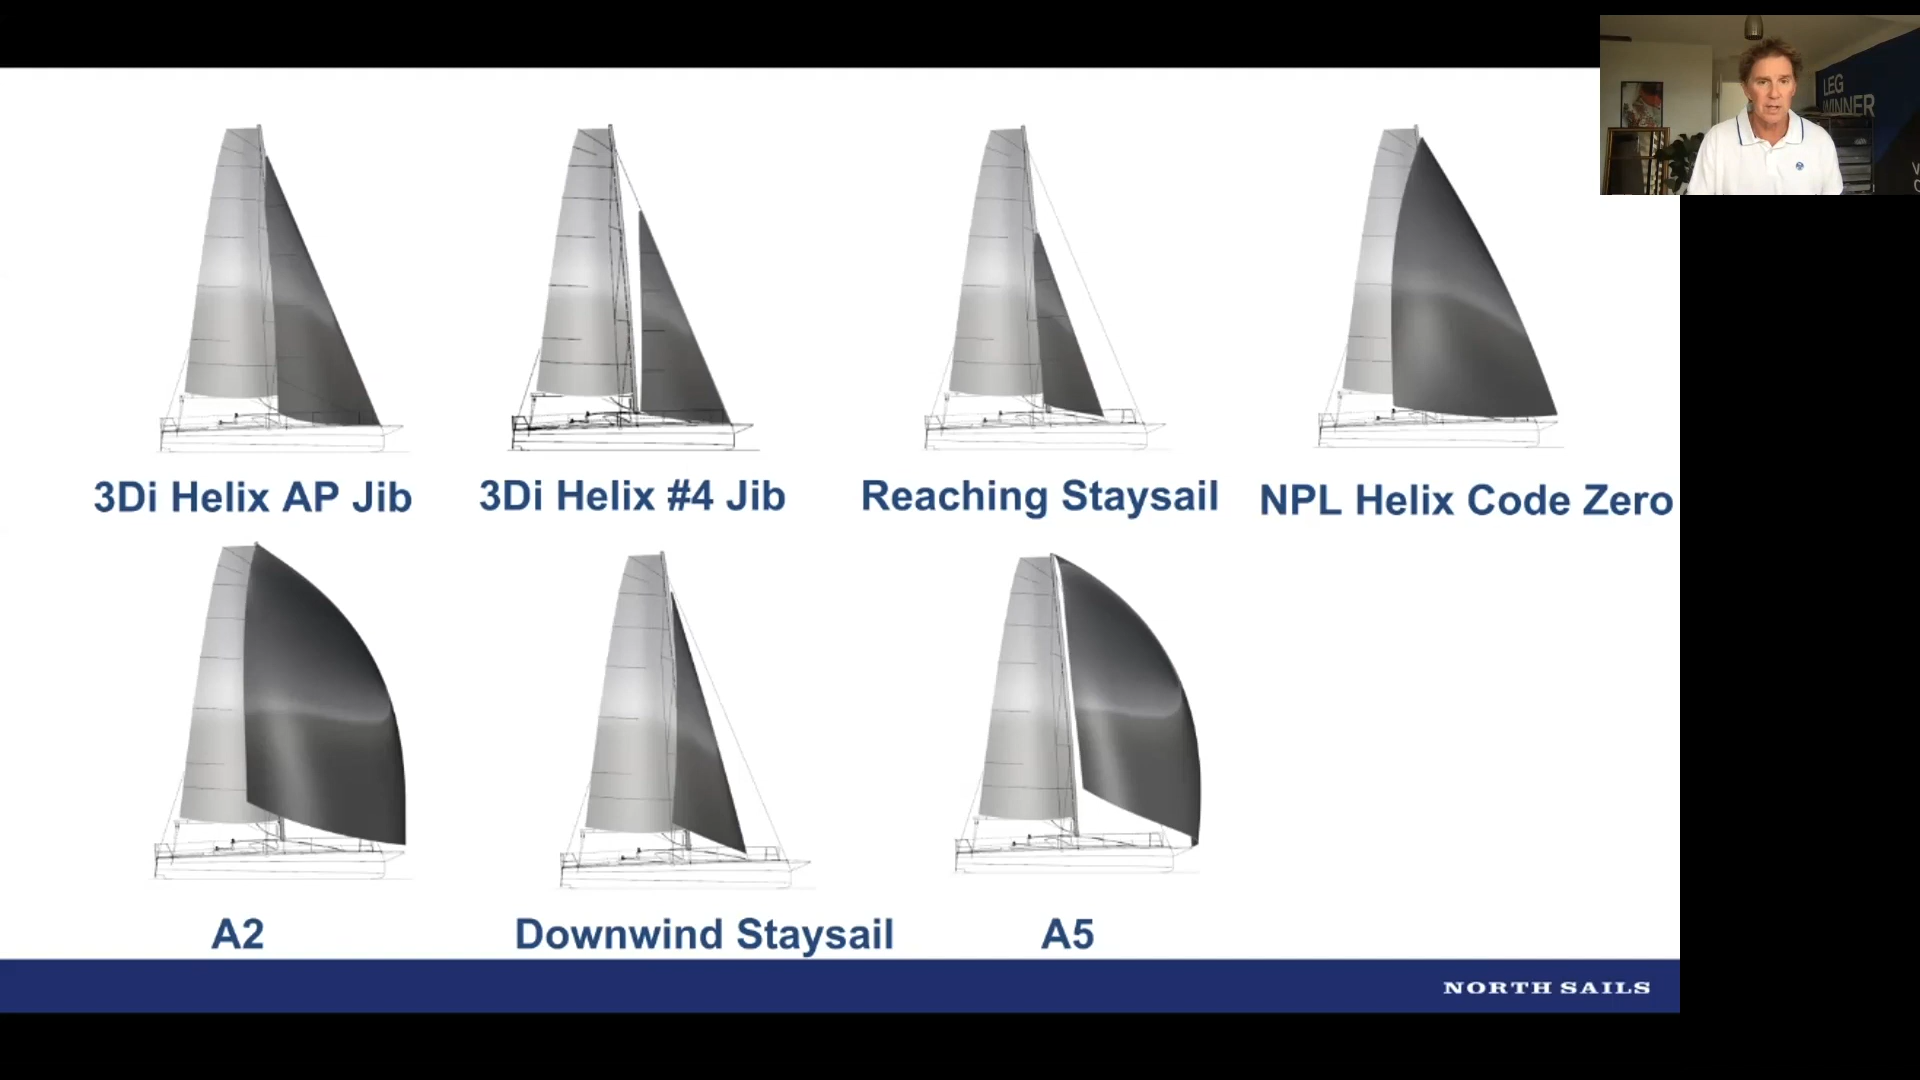 LEG
WINNER
3Di Helix AP Jib
3Di Helix #4 Jib
Reaching Staysail
NPL Helix Code Zero
A2
Downwind Staysail
A5
NORTH SAILS